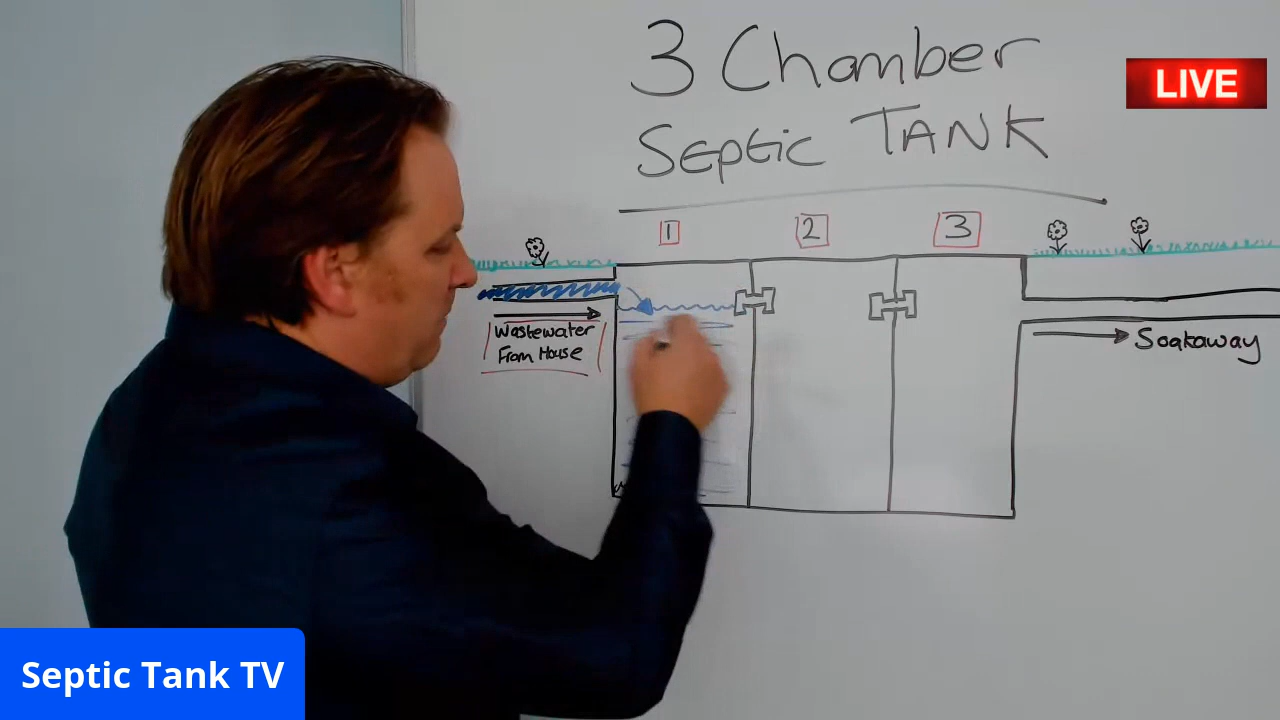 3 Chamber
SEPtiC TANK
LIVE
1 2 3
Wastewater
From House
Soakaway
Septic Tank TV